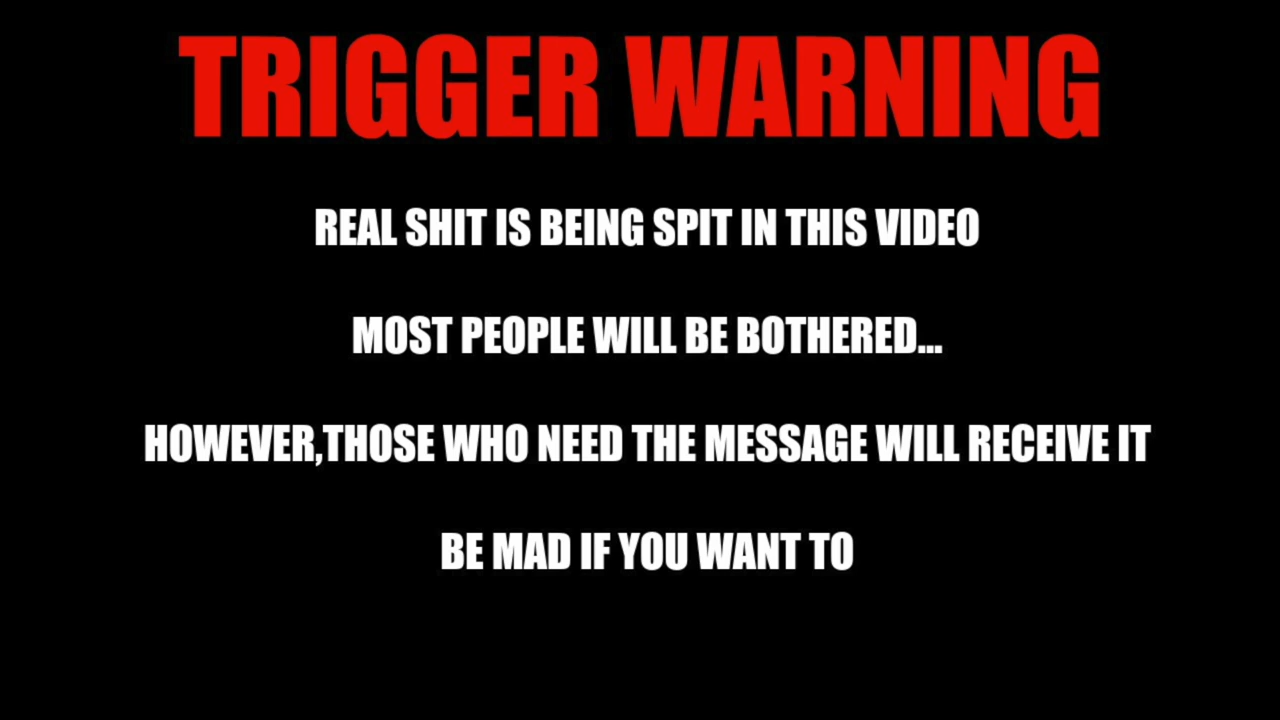 TRIGGER WARNING
REAL SHIT IS BEING SPIT IN THIS VIDEO
MOST PEOPLE WILL BE BOTHERED...
HOWEVER,THOSE WHO NEED THE MESSAGE WILL RECEIVE IT
BE MAD IF YOU WANT TO